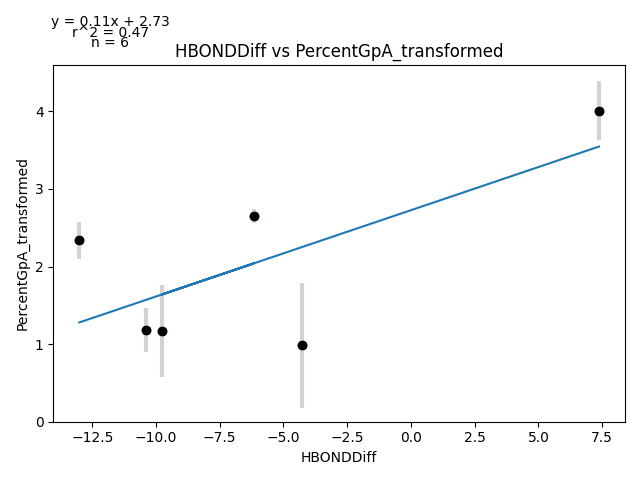 y = 0.11x + 2.73
r^2 = 0.47
n = 6
HBONDDiff vs PercentGpA_transformed
PercentGpA_transformed
4
3
2
1
0
−12.5 −10.0 −7.5 −5.0 −2.5 0.0 2.5 5.0 7.5
HBONDDiff